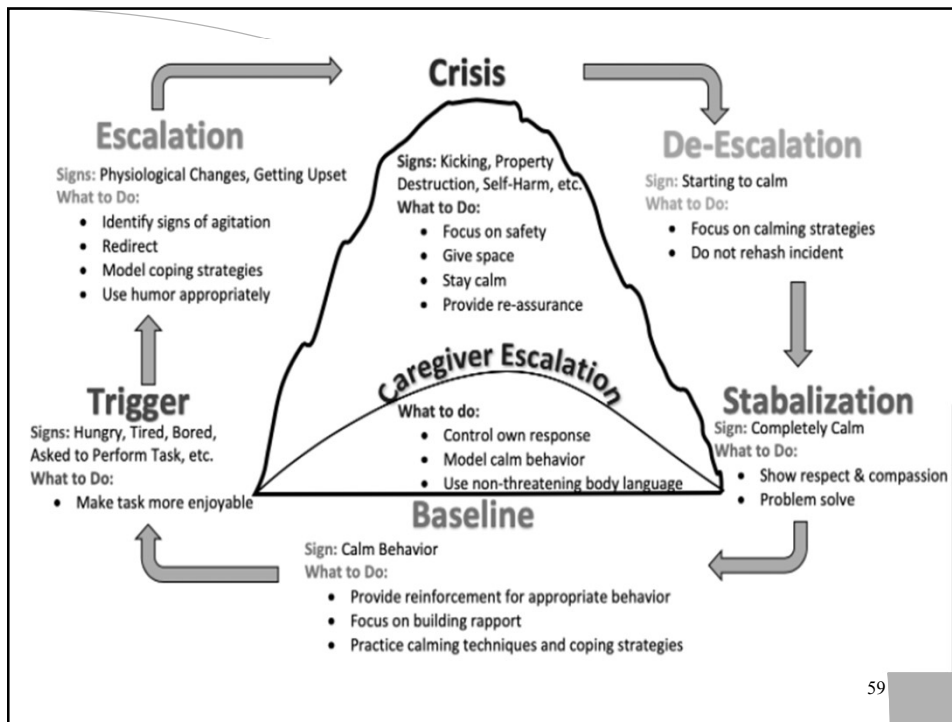 Crisis
Signs: Kicking, Property
Destruction, Self-Harm, etc.
What to Do:
• Focus on safety
• Give space
• Stay calm
• Provide re-assurance
Escalation
Signs: Physiological Changes, Getting Upset
What to Do:
• Identify signs of agitation
• Redirect
• Model coping strategies
• Use humor appropriately
De-Escalation
Sign: Starting to calm
What to Do:
• Focus on calming strategies
• Do not rehash incident
Caregiver Escalation
What to do:
• Control own response
• Model calm behavior
• Use non-threatening body language
Trigger
Signs: Hungry, Tired, Bored,
Asked to Perform Task, etc.
What to Do:
• Make task more enjoyable
Stabalization
Sign: Completely Calm
What to Do:
• Show respect & compassion
• Problem solve
Baseline
Sign: Calm Behavior
What to Do:
• Provide reinforcement for appropriate behavior
• Focus on building rapport
• Practice calming techniques and coping strategies
59